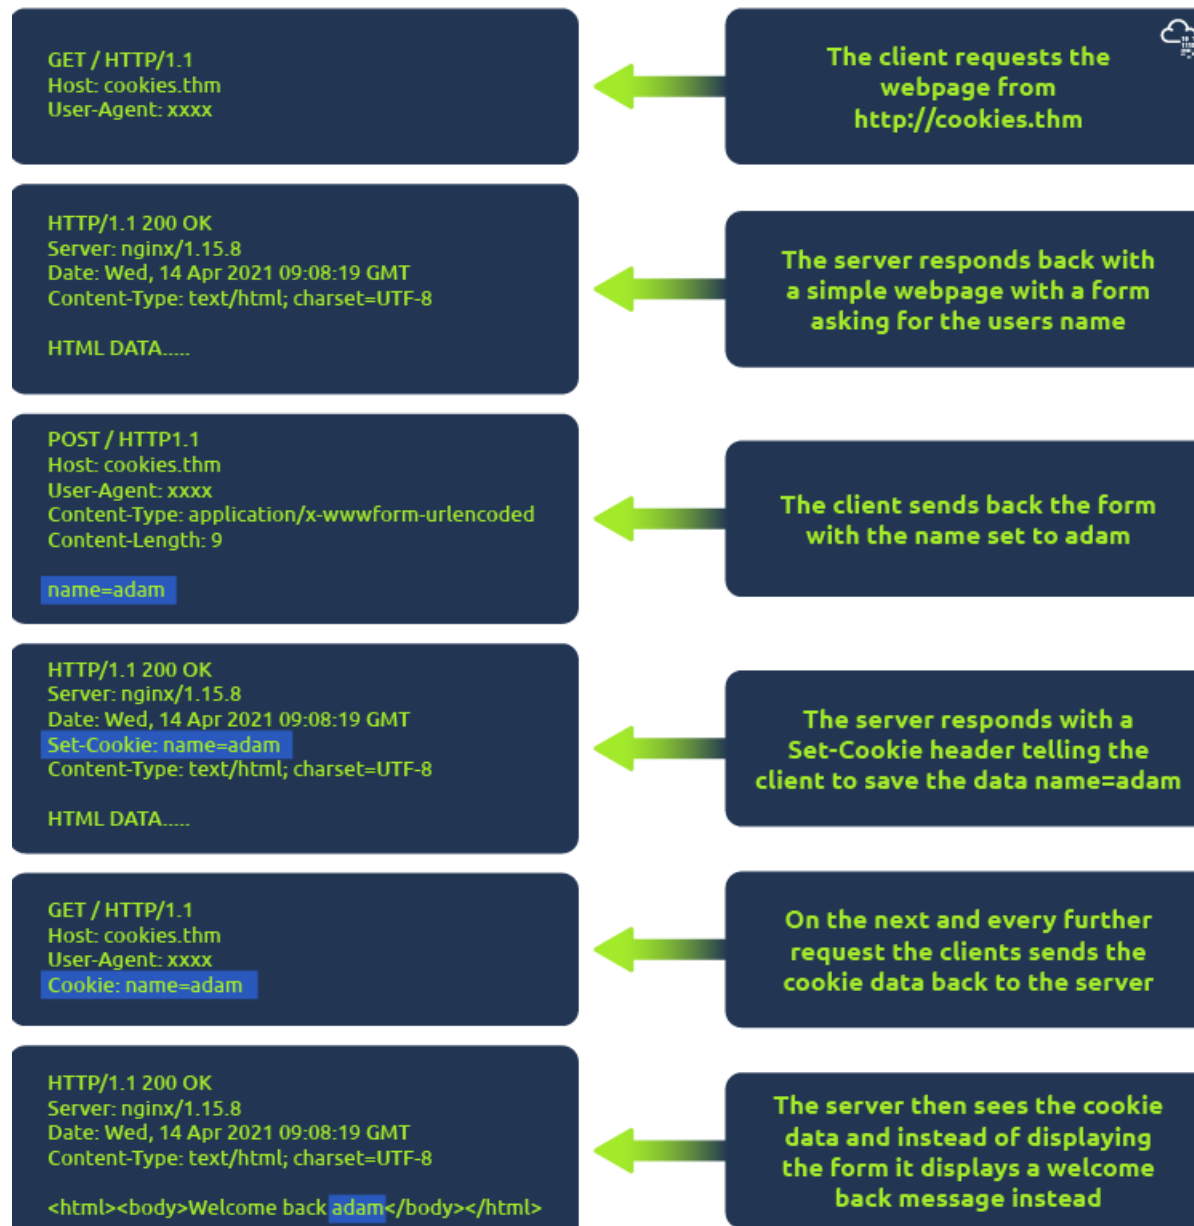 GET / HTTP/1.1
Host: cookies.thm
User-Agent: xxxx
The client requests the
webpage from
http://cookies.thm
HTTP/1.1 200 OK
Server: nginx/1.15.8
Date: Wed, 14 Apr 2021 09:08:19 GMT
Content-Type: text/html; charset=UTF-8
HTML DATA.....
The server responds back with
a simple webpage with a form
asking for the users name
POST / HTTP1.1
Host: cookies.thm
User-Agent: xxxx
Content-Type: application/x-wwwform-urlencoded
Content-Length: 9
name=adam
The client sends back the form
with the name set to adam
HTTP/1.1 200 OK
Server: nginx/1.15.8
Date: Wed, 14 Apr 2021 09:08:19 GMT
Set-Cookie: name=adam
Content-Type: text/html; charset=UTF-8
HTML DATA.....
The server responds with a
Set-Cookie header telling the
client to save the data name=adam
GET / HTTP/1.1
Host: cookies.thm
User-Agent: xxxx
Cookie: name=adam
On the next and every further
request the clients sends the
cookie data back to the server
HTTP/1.1 200 OK
Server: nginx/1.15.8
Date: Wed, 14 Apr 2021 09:08:19 GMT
Content-Type: text/html; charset=UTF-8
<html><body>Welcome back adam</body></html>
The server then sees the cookie
data and instead of displaying
the form it displays a welcome
back message instead